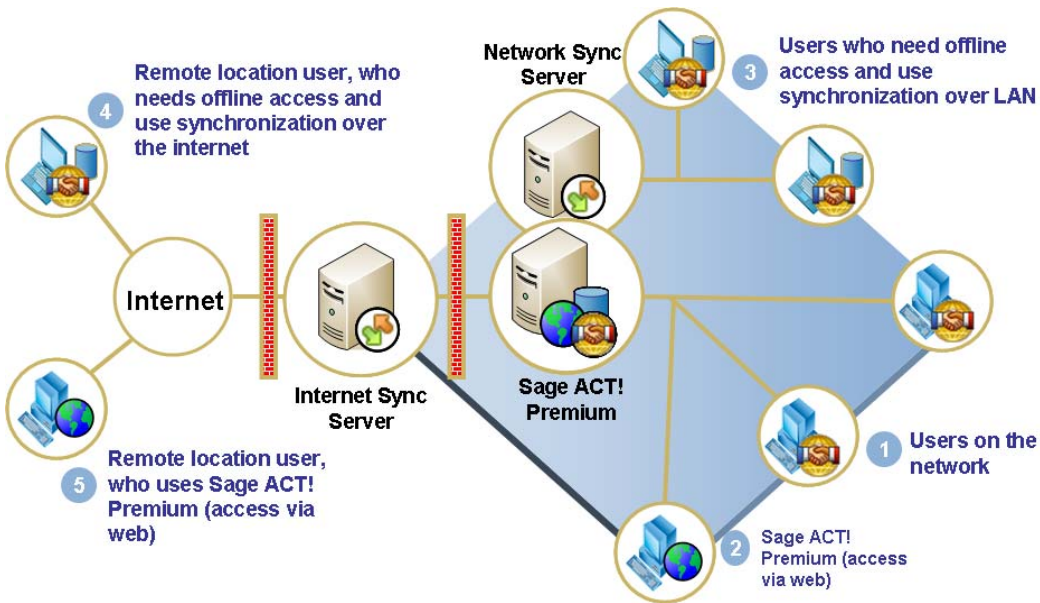 Network Sync
Server
3
Users who need offline
access and use
synchronization over LAN
4
Remote location user, who
needs offline access and
use synchronization over
the internet
Internet
Internet Sync
Server
Sage ACT!
Premium
1
Users on the
network
5
Remote location user,
who uses Sage ACT!
Premium (access via
web)
2
Sage ACT!
Premium (access
via web)